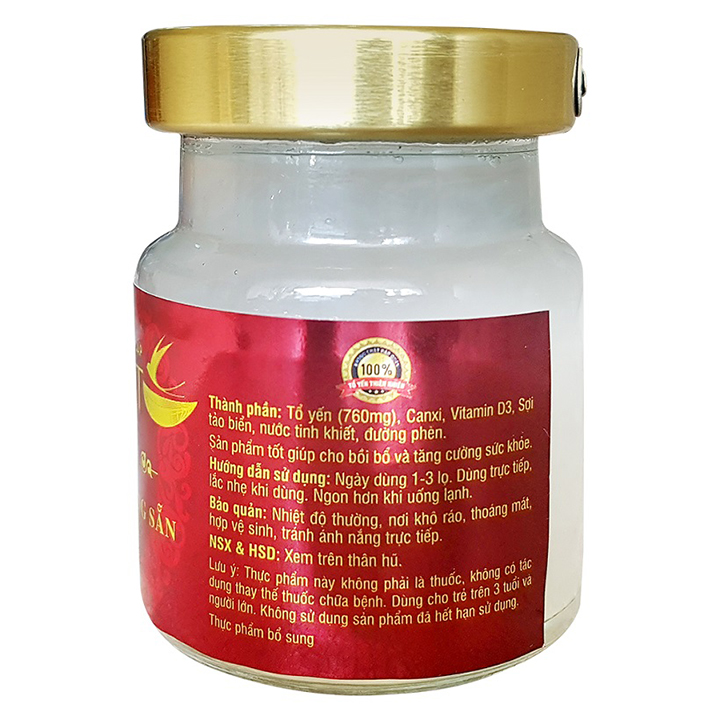 100%
TỔ YẾN THIÊN NHIÊN
Thành phần: Tổ yến (760mg), Canxi, Vitamin D3, Sợi
tảo biển, nước tinh khiết, đường phèn.
Sản phẩm tốt giúp cho bồi bổ và tăng cường sức khỏe.
Hướng dẫn sử dụng: Ngày dùng 1-3 lọ. Dùng trực tiếp,
lắc nhẹ khi dùng. Ngon hơn khi uống lạnh.
Bảo quản: Nhiệt độ thường, nơi khô ráo, thoáng mát,
hợp vệ sinh, tránh ánh nắng trực tiếp.
NSX & HSD: Xem trên thân hũ.
Lưu ý: Thực phẩm này không phải là thuốc, không có tác
dụng thay thế thuốc chữa bệnh. Dùng cho trẻ trên 3 tuổi và
người lớn. Không sử dụng sản phẩm đã hết hạn sử dụng.
Thực phẩm bổ sung
G SẴN